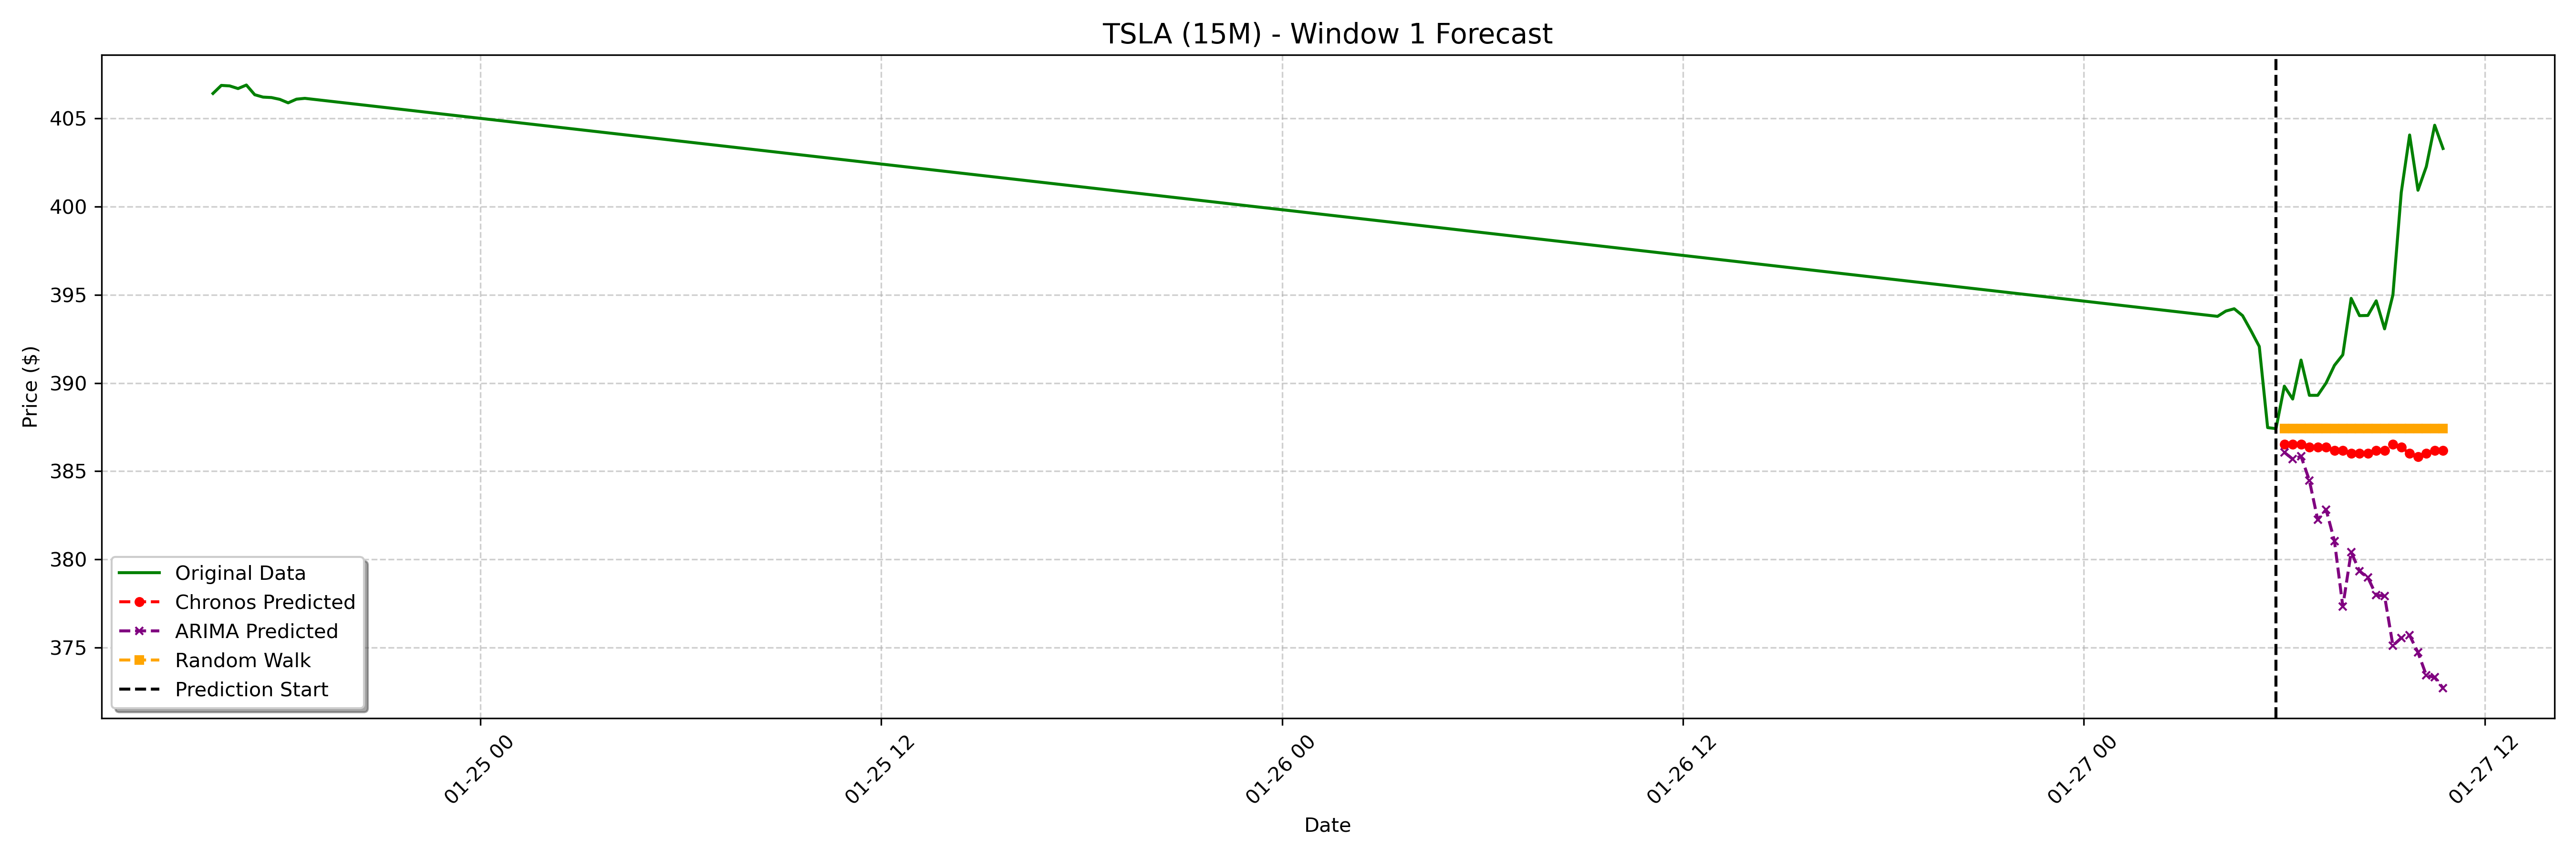 TSLA (15M) - Window 1 Forecast
Price ($)
405
400
395
390
385
380
375
Original Data
Chronos Predicted
ARIMA Predicted
Random Walk
Prediction Start
01-25 00
01-25 12
01-26 00
01-26 12
01-27 00
01-27 12
Date